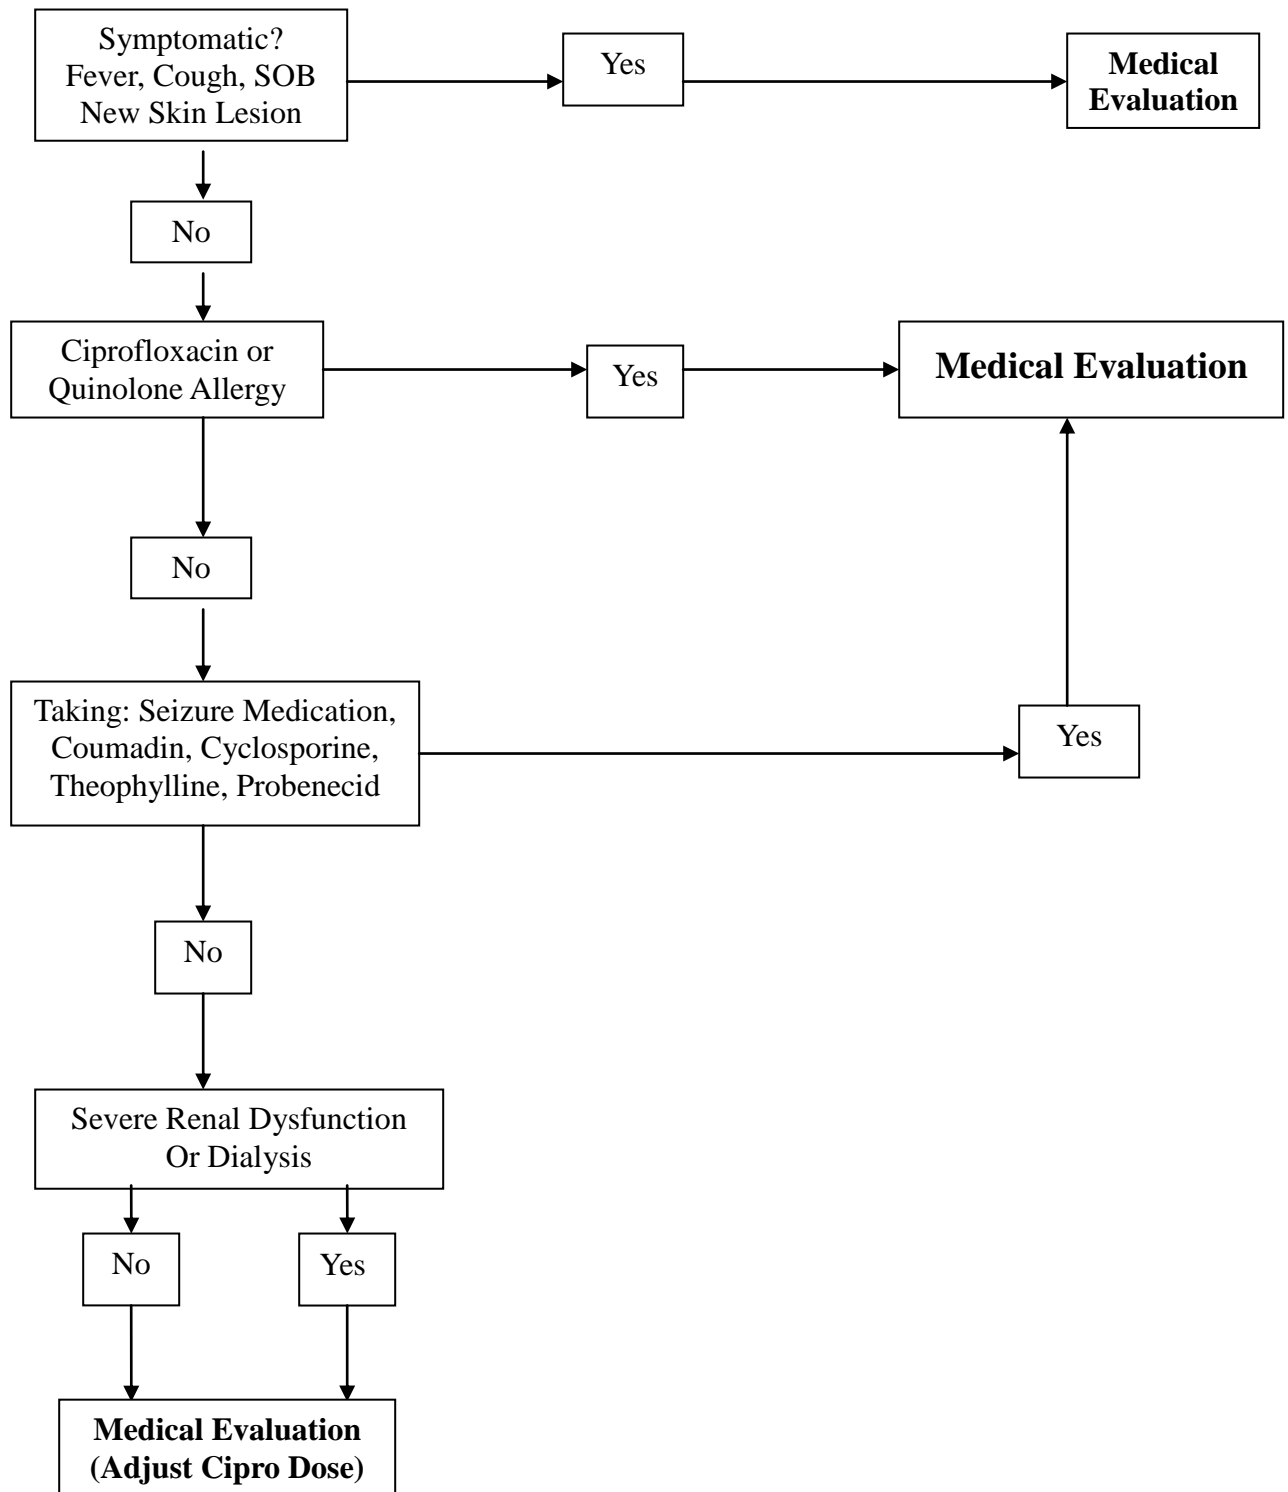 Symptomatic?
Fever, Cough, SOB
New Skin Lesion
Yes
Medical
Evaluation
No
Ciprofloxacin or
Quinolone Allergy
Yes
Medical Evaluation
No
Taking: Seizure Medication,
Coumadin, Cyclosporine,
Theophylline, Probenecid
Yes
No
Severe Renal Dysfunction
Or Dialysis
No
Yes
Medical Evaluation
(Adjust Cipro Dose)